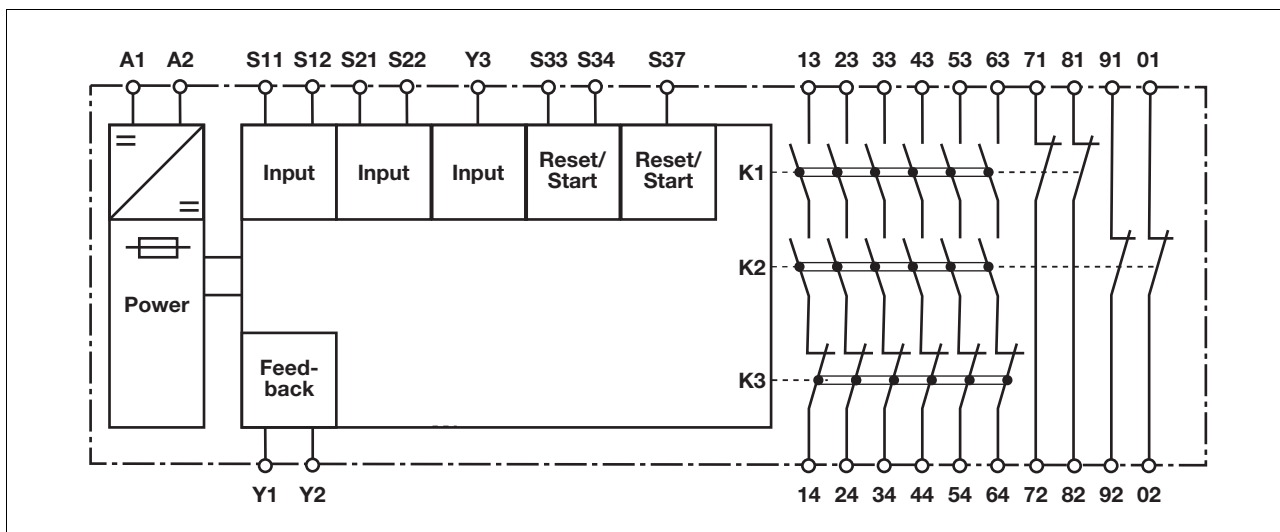 A1 A2 S11 S12 S21 S22 Y3 S33 S34 S37 13 23 33 43 53 63 71 81 91 01
Input Input Input Reset/ Start Reset/ Start
K1
K2
Power
Feed-
back
K3
Y1 Y2 14 24 34 44 54 64 72 82 92 02